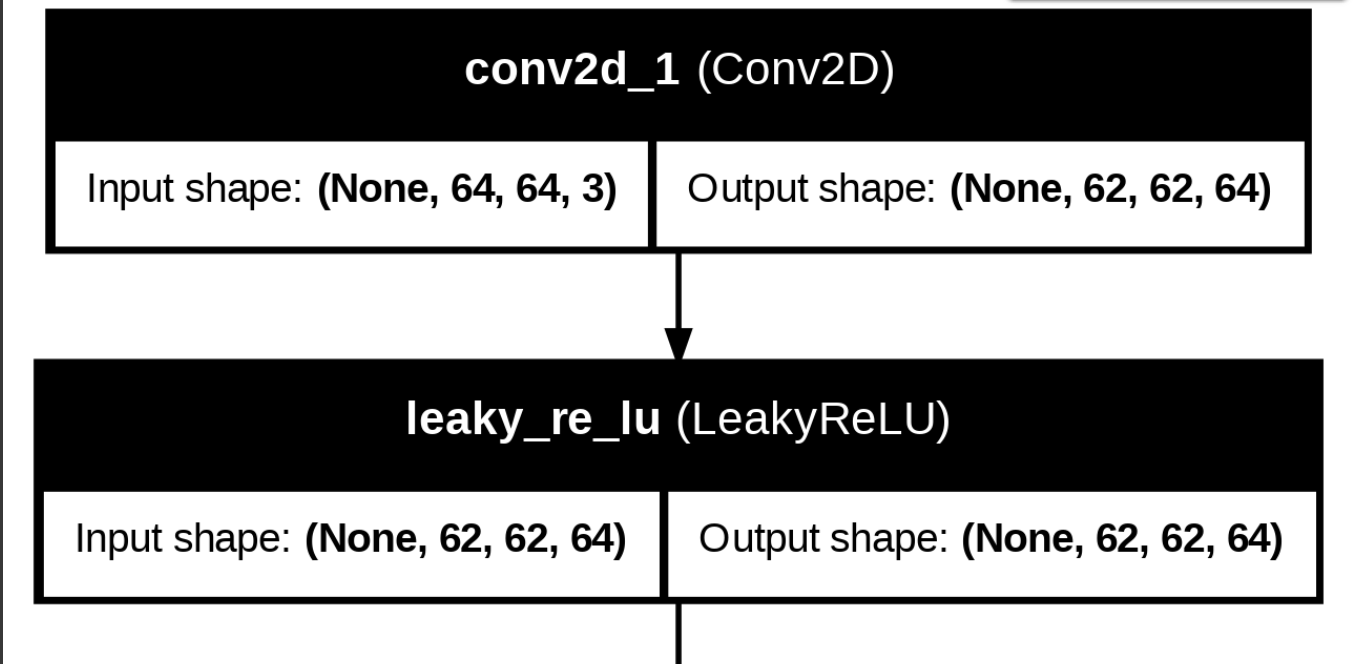 conv2d_1 (Conv2D)
Input shape: (None, 64, 64, 3) Output shape: (None, 62, 62, 64)
leaky_re_lu (LeakyReLU)
Input shape: (None, 62, 62, 64) Output shape: (None, 62, 62, 64)